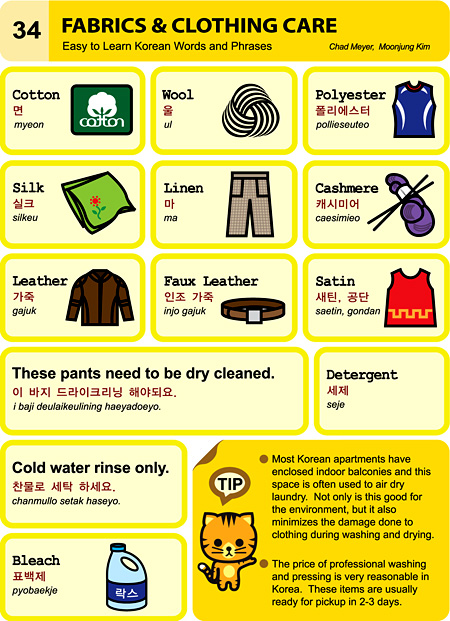 34
FABRICS & CLOTHING CARE
Easy to Learn Korean Words and Phrases
Chad Meyer, Moonjung Kim
Cotton
면
myeon
cotton
Wool
울
ul
Polyester
폴리에스터
pollieseuteo
Silk
실크
silkeu
Linen
마
ma
Cashmere
캐시미어
caesimieo
Leather
가죽
gajuk
Faux Leather
인조 가죽
injo gajuk
Satin
새틴, 공단
saetin, gondan
These pants need to be dry cleaned.
이 바지 드라이크리닝 해야되요.
i baji deulaikeulining haeyadoeyo.
Detergent
세제
seje
Cold water rinse only.
찬물로 세탁 하세요.
chanmullo setak haseyo.
Bleach
표백제
pyobaekje
락스
TIP
Most Korean apartments have
enclosed indoor balconies and this
space is often used to air dry
laundry. Not only is this good for
the environment, but it also
minimizes the damage done to
clothing during washing and drying.
The price of professional washing
and pressing is very reasonable in
Korea. These items are usually
ready for pickup in 2-3 days.